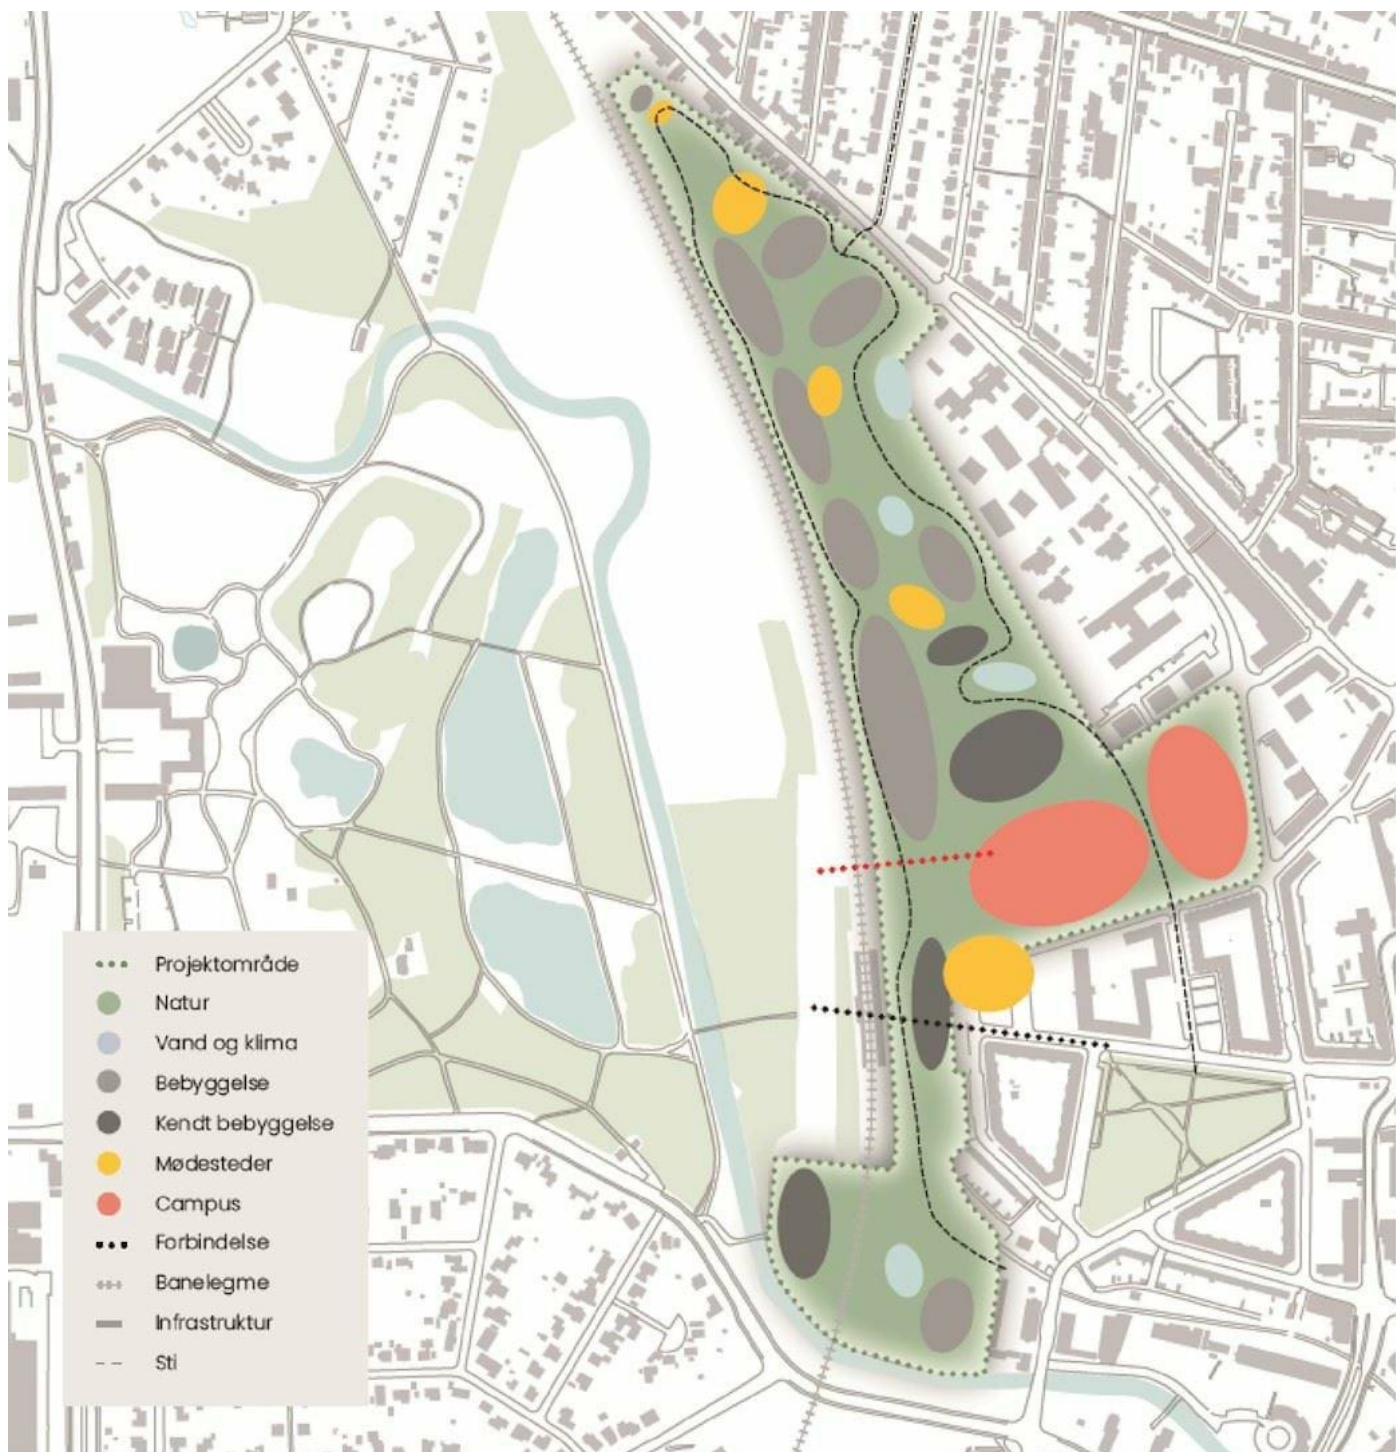 Projektområde
Natur
Vand og klima
Bebyggelse
Kendt bebyggelse
Mødesteder
Campus
Forbindelse
Banelegme
Infrastruktur
Sti